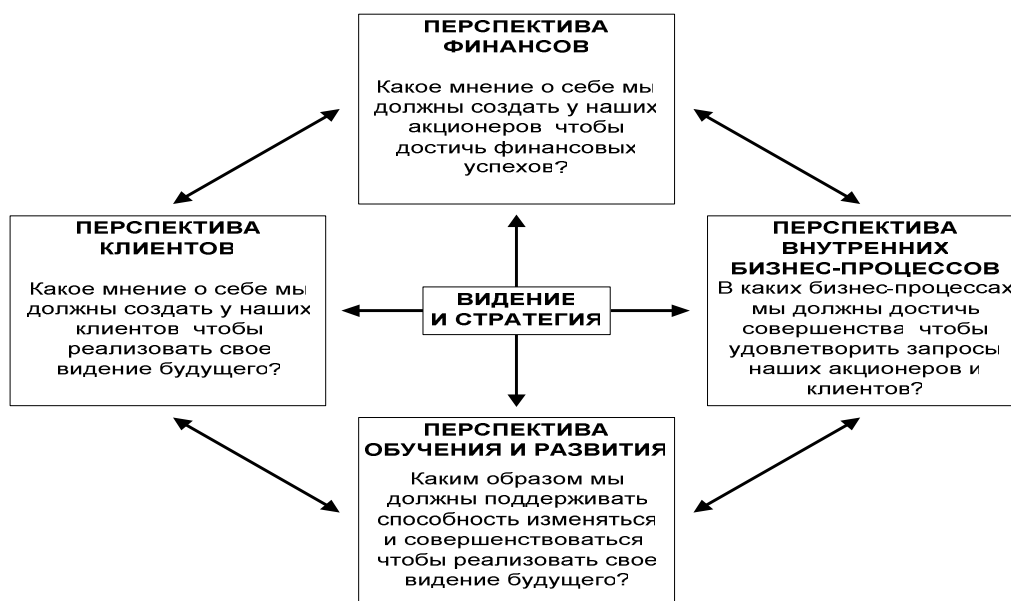 ПЕРСПЕКТИВА
ФИНАНСОВ
Какое мнение о себе мы
должны создать у наших
акционеров чтобы
достичь финансовых
успехов?
ПЕРСПЕКТИВА
КЛИЕНТОВ
Какое мнение о себе мы
должны создать у наших
клиентов чтобы
реализовать свое
видение будущего?
ВИДЕНИЕ
И СТРАТЕГИЯ
ПЕРСПЕКТИВА
ВНУТРЕННИХ
БИЗНЕС-ПРОЦЕССОВ
В каких бизнес-процессах
мы должны достичь
совершенства чтобы
удовлетворить запросы
наших акционеров и
клиентов?
ПЕРСПЕКТИВА
ОБУЧЕНИЯ И РАЗВИТИЯ
Каким образом мы
должны поддерживать
способность изменяться
и совершенствоваться
чтобы реализовать свое
видение будущего?